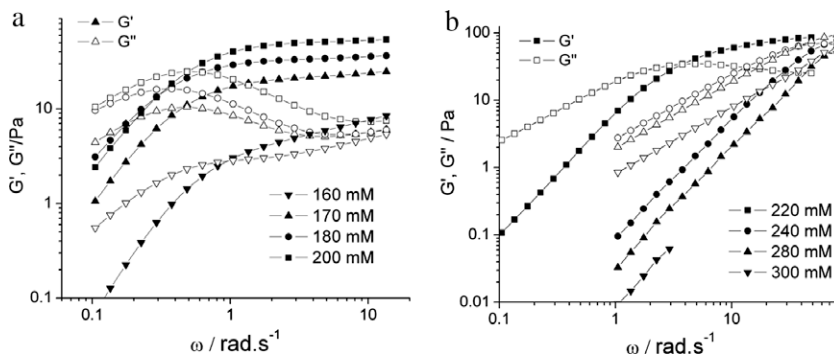 a
G'
G"
G', G"/Pa
10
1
0.1
160 mM
170 mM
180 mM
200 mM
0.1
1
10
ω / rad.s⁻¹
b
G'
G"
G', G" / Pa
100
10
1
0.1
0.01
220 mM
240 mM
280 mM
300 mM
0.1
1
10
ω / rad.s⁻¹